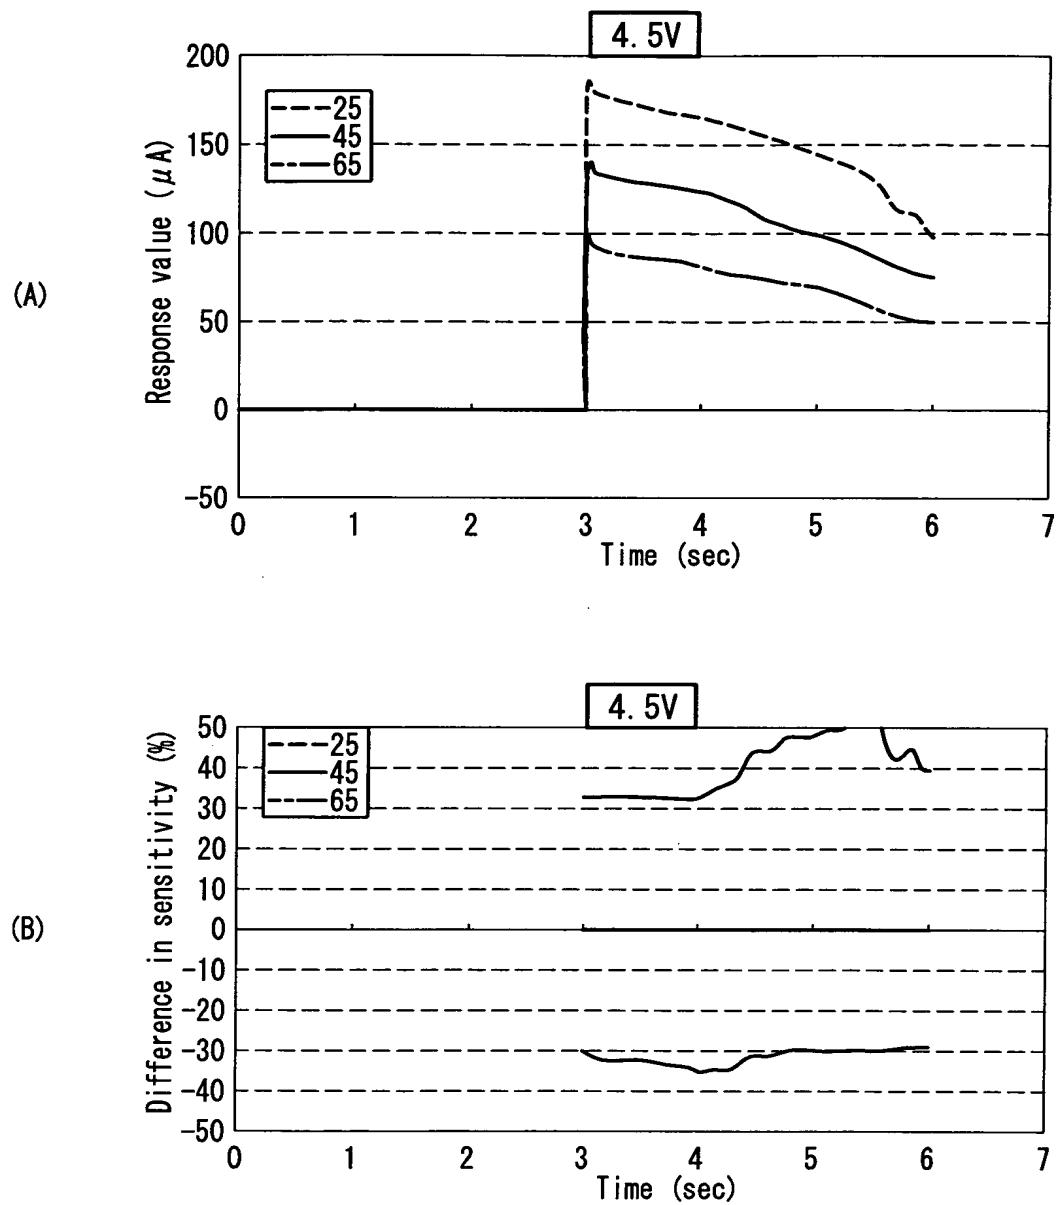 4.5V
200
150
100
50
0
-50
25
45
65
Response value (μA)
(A)
0 1 2 3 4 5 6 7
Time (sec)
4.5V
50
40
30
20
10
0
-10
-20
-30
-40
-50
25
45
65
Difference in sensitivity (%)
(B)
0 1 2 3 4 5 6 7
Time (sec)